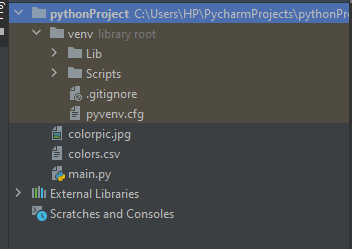 pythonProject C:\Users\HP\PycharmProjects\pythonPro
venv library root
Lib
Scripts
.gitignore
pyvenv.cfg
colorpic.jpg
colors.csv
main.py
External Libraries
Scratches and Consoles